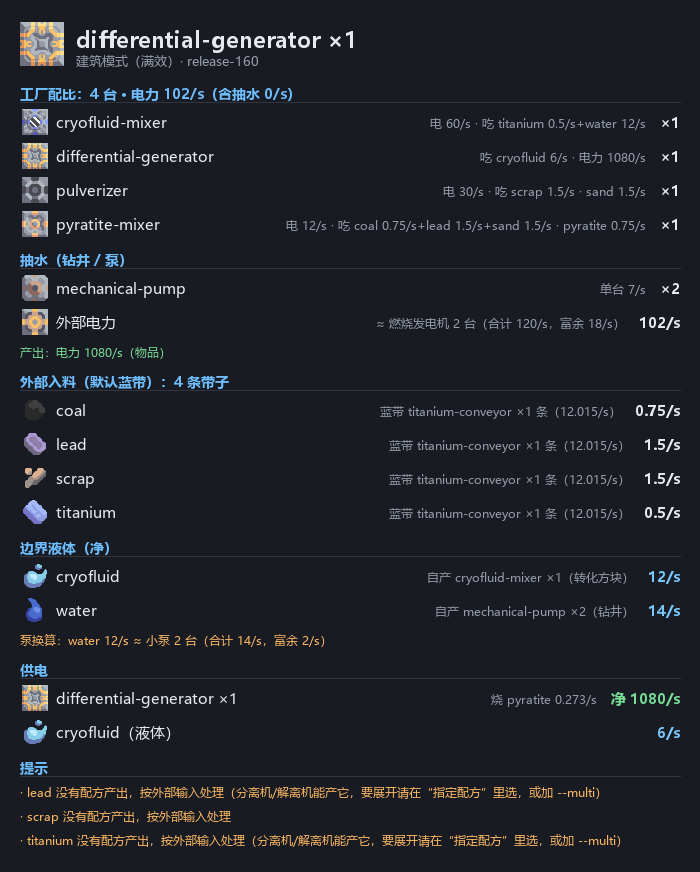 differential-generator ×1
建筑模式（满效）· release-160
工厂配比：4 台 • 电力 102/s（含抽水 0/s）
cryofluid-mixer 电 60/s · 吃 titanium 0.5/s+water 12/s ×1
differential-generator 吃 cryofluid 6/s · 电力 1080/s ×1
pulverizer 电 30/s · 吃 scrap 1.5/s · sand 1.5/s ×1
pyratite-mixer 电 12/s · 吃 coal 0.75/s+lead 1.5/s+sand 1.5/s · pyratite 0.75/s ×1
抽水（钻井 / 泵）
mechanical-pump 单台 7/s ×2
外部电力 ≈ 燃烧发电机 2 台（合计 120/s，富余 18/s） 102/s
产出：电力 1080/s（物品）
外部入料（默认蓝带）：4 条带子
coal 蓝带 titanium-conveyor ×1 条（12.015/s） 0.75/s
lead 蓝带 titanium-conveyor ×1 条（12.015/s） 1.5/s
scrap 蓝带 titanium-conveyor ×1 条（12.015/s） 1.5/s
titanium 蓝带 titanium-conveyor ×1 条（12.015/s） 0.5/s
边界液体（净）
cryofluid 自产 cryofluid-mixer ×1（转化方块） 12/s
water 自产 mechanical-pump ×2（钻井） 14/s
泵换算：water 12/s ≈ 小泵 2 台（合计 14/s，富余 2/s）
供电
differential-generator ×1 烧 pyratite 0.273/s 净 1080/s
cryofluid（液体） 6/s
提示
· lead 没有配方产出，按外部输入处理（分离机/解离机能产它，要展开请在“指定配方”里选，或加 --multi）
· scrap 没有配方产出，按外部输入处理
· titanium 没有配方产出，按外部输入处理（分离机/解离机能产它，要展开请在“指定配方”里选，或加 --multi）